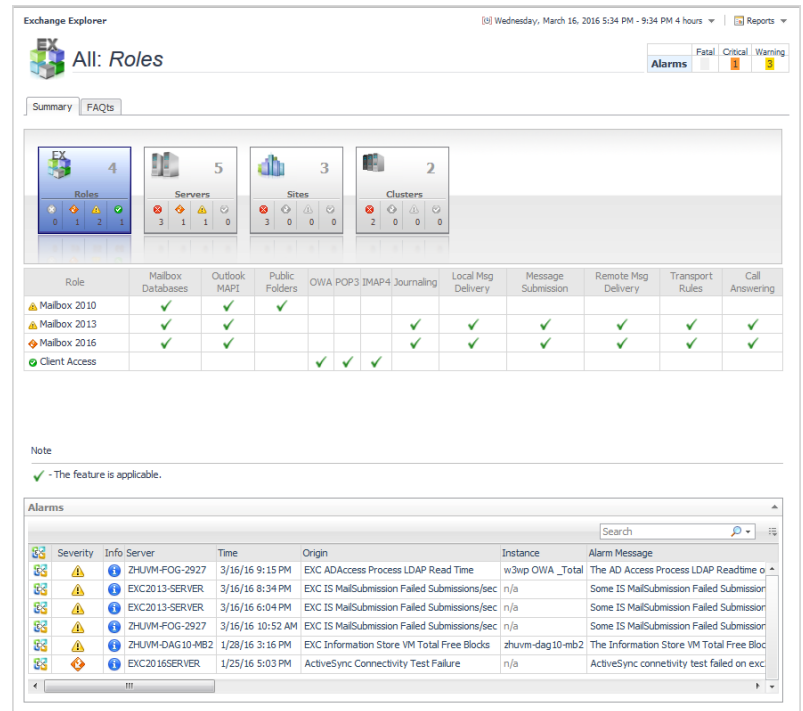 Exchange Explorer
Wednesday, March 16, 2016 5:34 PM - 9:34 PM 4 hours
Reports
EX
All: Roles
Fatal Critical Warning
Alarms 1 3
Summary FAQts
EX 4 5 3 2
Roles Servers Sites Clusters
0 1 2 1 3 1 1 0 3 0 0 0 2 0 0 0
Role Mailbox Databases Outlook MAPI Public Folders OWA POP3 IMAP4 Journaling Local Msg Delivery Message Submission Remote Msg Delivery Transport Rules Call Answering
Mailbox 2010 ✓ ✓ ✓
Mailbox 2013 ✓ ✓ ✓ ✓ ✓ ✓ ✓ ✓
Mailbox 2016 ✓ ✓ ✓ ✓ ✓ ✓ ✓ ✓
Client Access ✓ ✓ ✓
Note
✓ - The feature is applicable.
Alarms
Search
Severity Info Server Time Origin Instance Alarm Message
ZHUVM-FOG-2927 3/16/16 9:15 PM EXC ADAccess Process LDAP Read Time w3wp OWA _Total The AD Access Process LDAP Readtime o
EXC2013-SERVER 3/16/16 8:34 PM EXC IS MailSubmission Failed Submissions/sec n/a Some IS MailSubmission Failed Submission
EXC2013-SERVER 3/16/16 6:04 PM EXC IS MailSubmission Failed Submissions/sec n/a Some IS MailSubmission Failed Submission
ZHUVM-FOG-2927 3/16/16 10:52 AM EXC IS MailSubmission Failed Submissions/sec n/a Some IS MailSubmission Failed Submission
ZHUVM-DAG10-MB2 1/28/16 3:16 PM EXC Information Store VM Total Free Blocks zhuvm-dag10-mb2 The Information Store VM Total Free Bloc
EXC2016SERVER 1/25/16 5:03 PM ActiveSync Connectivity Test Failure n/a ActiveSync connetivity test failed on exc